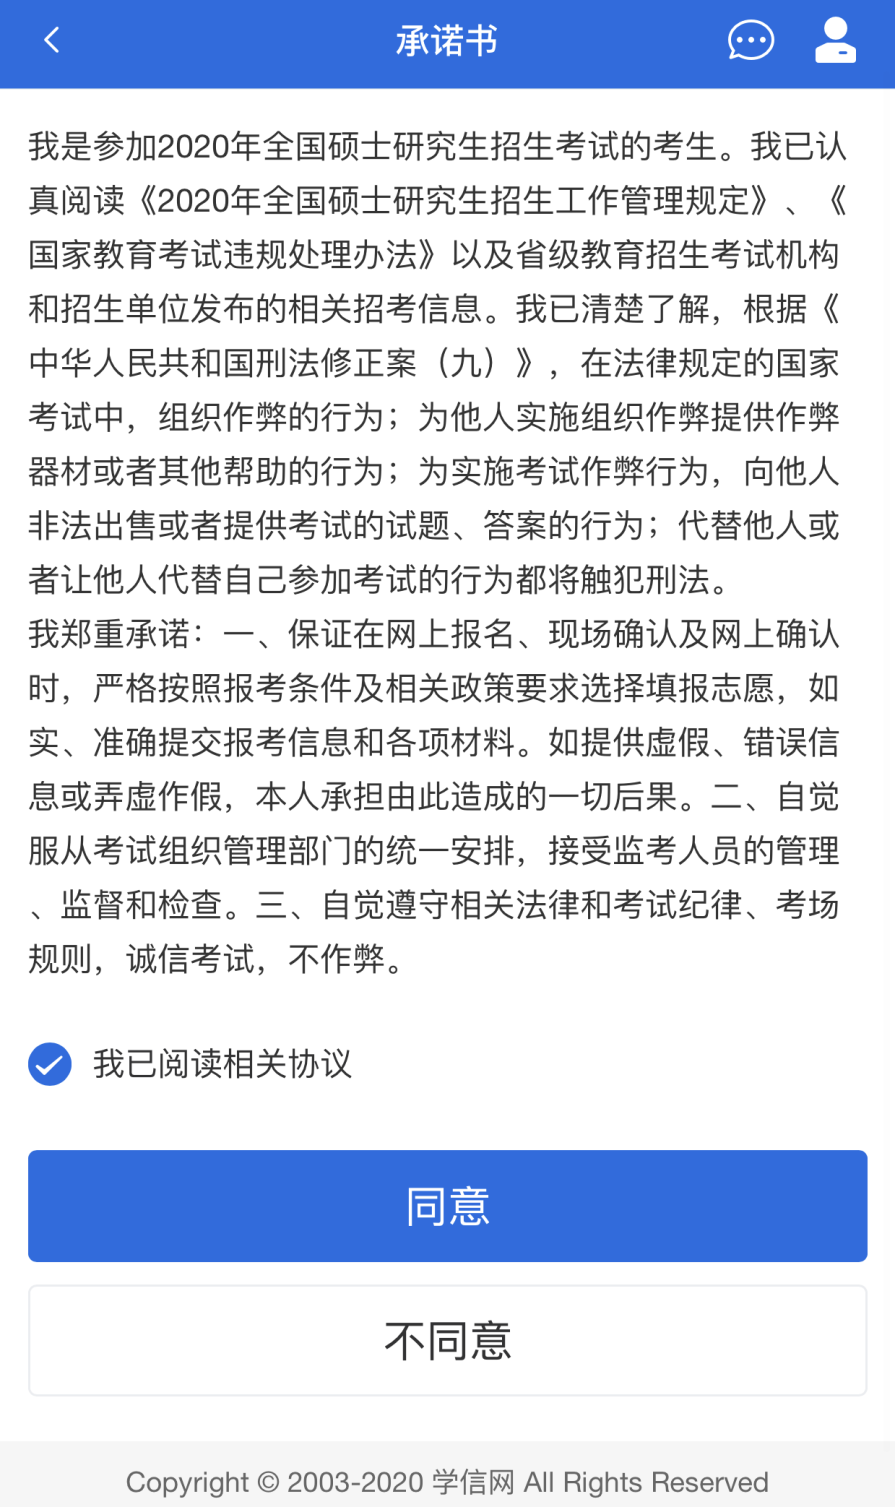 承诺书
我是参加2020年全国硕士研究生招生考试的考生。我已认
真阅读《2020年全国硕士研究生招生工作管理规定》、《
国家教育考试违规处理办法》以及省级教育招生考试机构
和招生单位发布的相关招考信息。我已清楚了解，根据《
中华人民共和国刑法修正案（九）》，在法律规定的国家
考试中，组织作弊的行为；为他人实施组织作弊提供作弊
器材或者其他帮助的行为；为实施考试作弊行为，向他人
非法出售或者提供考试的试题、答案的行为；代替他人或
者让他人代替自己参加考试的行为都将触犯刑法。
我郑重承诺：一、保证在网上报名、现场确认及网上确认
时，严格按照报考条件及相关政策要求选择填报志愿，如
实、准确提交报考信息和各项材料。如提供虚假、错误信
息或弄虚作假，本人承担由此造成的一切后果。二、自觉
服从考试组织管理部门的统一安排，接受监考人员的管理
、监督和检查。三、自觉遵守相关法律和考试纪律、考场
规则，诚信考试，不作弊。
我已阅读相关协议
同意
不同意
Copyright © 2003-2020 学信网 All Rights Reserved